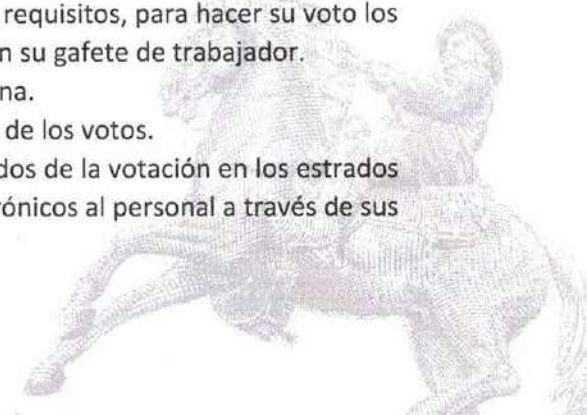 requisitos, para hacer su voto los
n su gafete de trabajador.
na.
de los votos.
dos de la votación en los estrados
rónicos al personal a través de sus